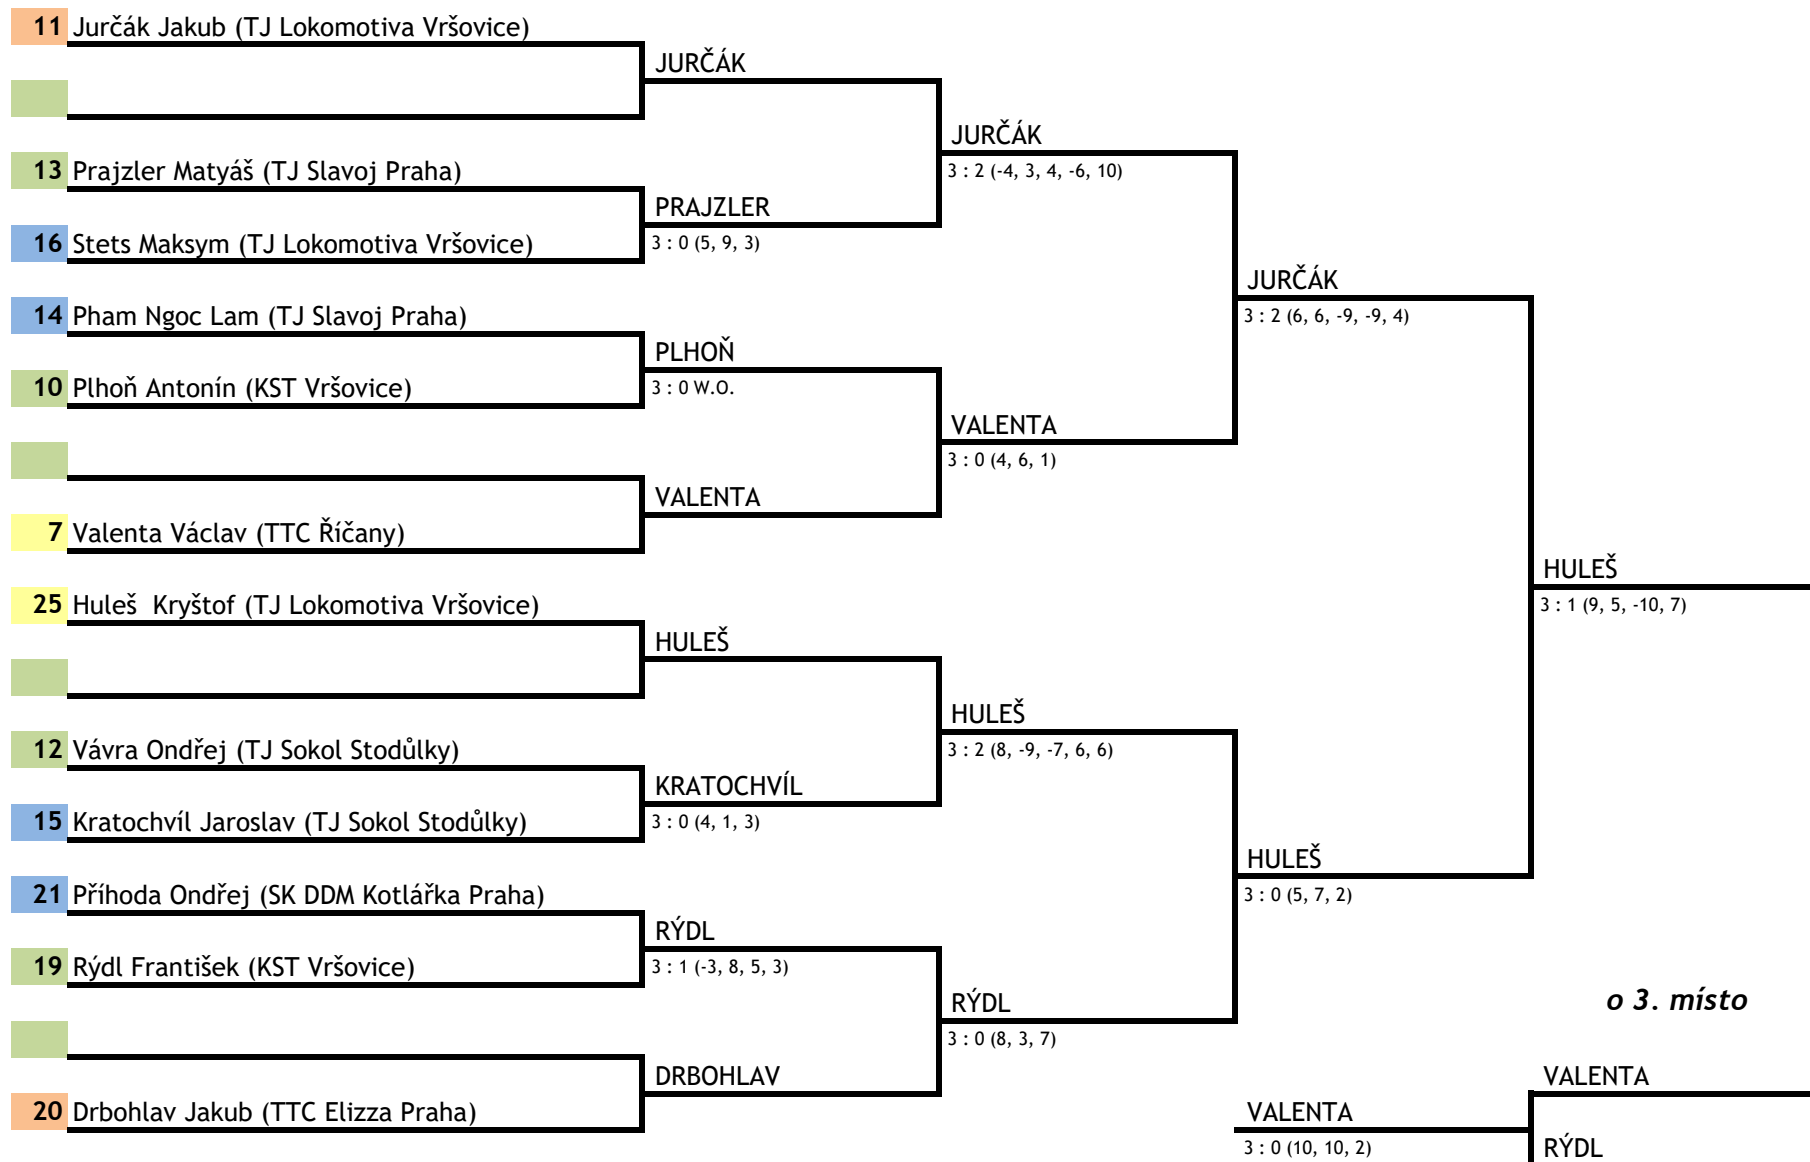 11 Jurčák Jakub (TJ Lokomotiva Vršovice)
JURČÁK
JURČÁK
13 Prajzler Matyáš (TJ Slavoj Praha)
3 : 2 (-4, 3, 4, -6, 10)
PRAJZLER
16 Stets Maksym (TJ Lokomotiva Vršovice)
3 : 0 (5, 9, 3)
JURČÁK
14 Pham Ngoc Lam (TJ Slavoj Praha)
3 : 2 (6, 6, -9, -9, 4)
PLHOŇ
10 Plhoň Antonín (KST Vršovice)
3 : 0 W.O.
VALENTA
3 : 0 (4, 6, 1)
VALENTA
7 Valenta Václav (TTC Říčany)
HULEŠ
25 Huleš  Kryštof (TJ Lokomotiva Vršovice)
3 : 1 (9, 5, -10, 7)
HULEŠ
HULEŠ
12 Vávra Ondřej (TJ Sokol Stodůlky)
3 : 2 (8, -9, -7, 6, 6)
KRATOCHVÍL
15 Kratochvíl Jaroslav (TJ Sokol Stodůlky)
3 : 0 (4, 1, 3)
HULEŠ
21 Příhoda Ondřej (SK DDM Kotlářka Praha)
3 : 0 (5, 7, 2)
RÝDL
19 Rýdl František (KST Vršovice)
3 : 1 (-3, 8, 5, 3)
o 3. místo
RÝDL
3 : 0 (8, 3, 7)
DRBOHLAV
VALENTA
20 Drbohlav Jakub (TTC Elizza Praha)
VALENTA
3 : 0 (10, 10, 2)
RÝDL